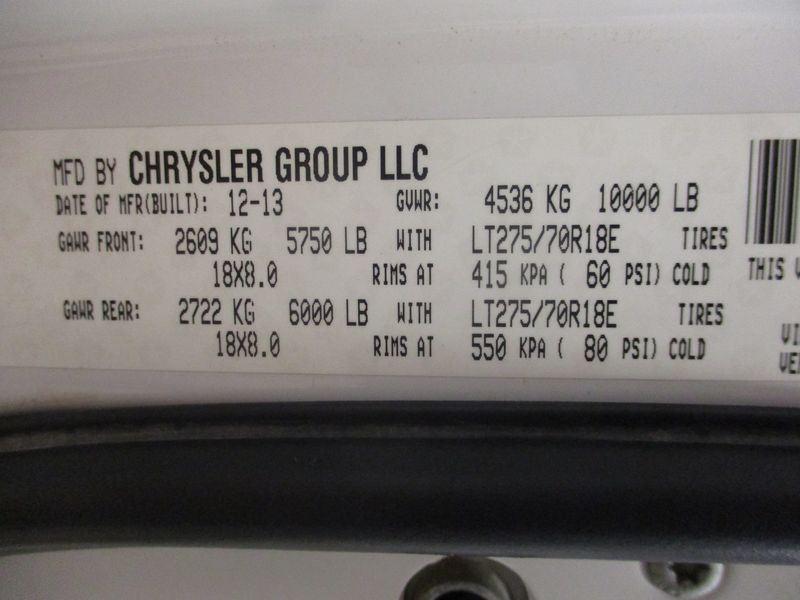 MFD BY CHRYSLER GROUP LLC
DATE OF MFR(BUILT): 12-13 GVWR: 4536 KG 10000 LB
GAWR FRONT: 2609 KG 5750 LB WITH LT275/70R18E TIRES
18X8.0 RIMS AT 415 KPA ( 60 PSI) COLD
THIS
GAWR REAR: 2722 KG 6000 LB WITH LT275/70R18E TIRES
18X8.0 RIMS AT 550 KPA ( 80 PSI) COLD